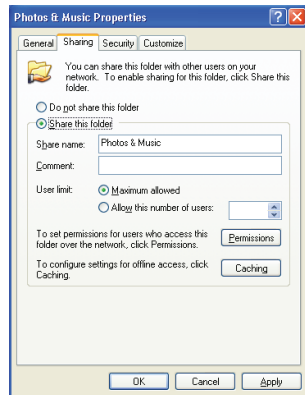 Photos & Music Properties
General Sharing Security Customize
You can share this folder with other users on your
network. To enable sharing for this folder, click Share this
folder.
Do not share this folder
Share this folder
Share name: Photos & Music
Comment:
User limit: Maximum allowed
Allow this number of users:
To set permissions for users who access this
folder over the network, click Permissions.
Permissions
To configure settings for offline access, click
Caching.
Caching
OK Cancel Apply